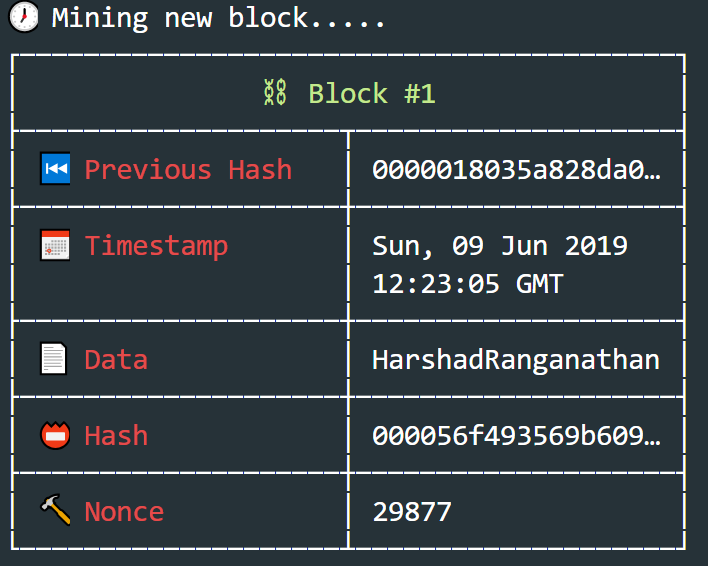 Mining new block.....
Block #1
Previous Hash 0000018035a828da0…
Timestamp Sun, 09 Jun 2019
12:23:05 GMT
Data HarshadRanganathan
Hash 000056f493569b609…
Nonce 29877